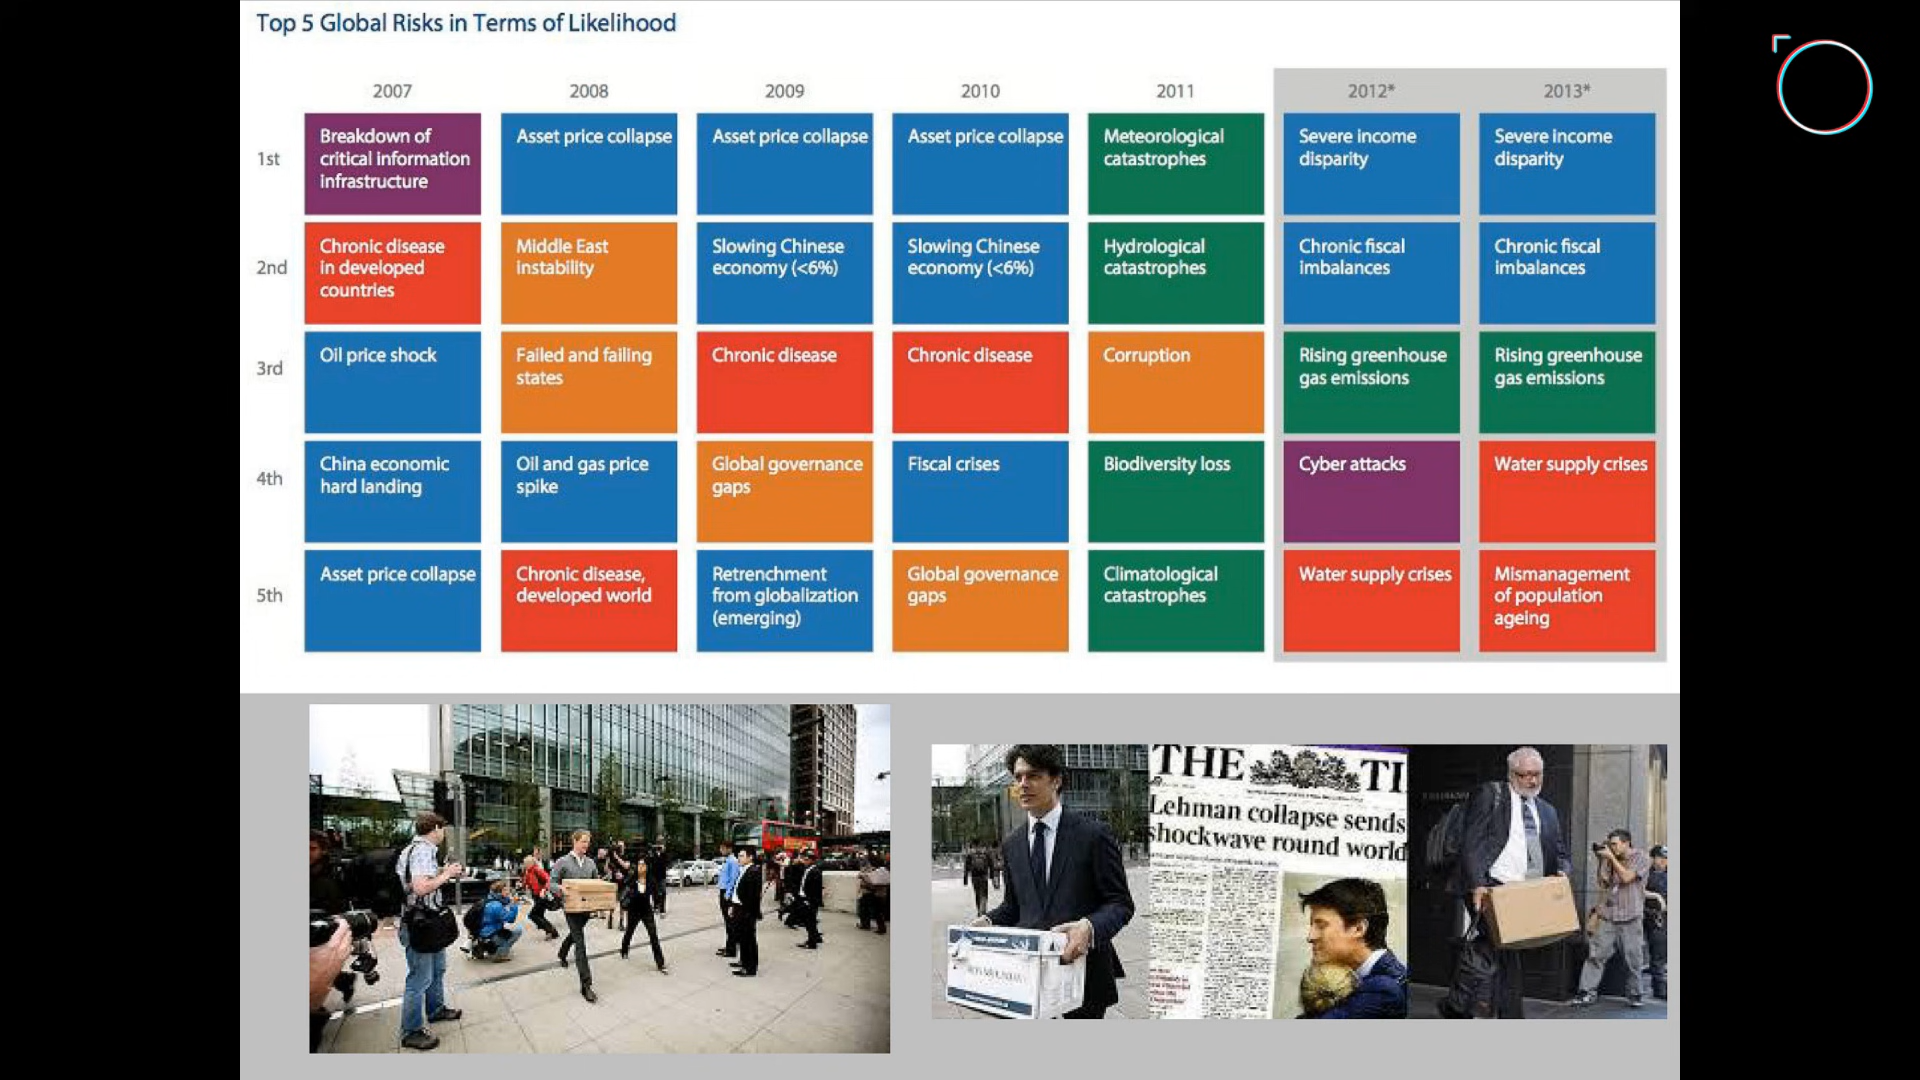 Top 5 Global Risks in Terms of Likelihood
2007 2008 2009 2010 2011 2012* 2013*
1st
Breakdown of
critical information
infrastructure
Asset price collapse
Asset price collapse
Asset price collapse
Meteorological
catastrophes
Severe income
disparity
Severe income
disparity
2nd
Chronic disease
in developed
countries
Middle East
instability
Slowing Chinese
economy (<6%)
Slowing Chinese
economy (<6%)
Hydrological
catastrophes
Chronic fiscal
imbalances
Chronic fiscal
imbalances
3rd
Oil price shock
Failed and failing
states
Chronic disease
Chronic disease
Corruption
Rising greenhouse
gas emissions
Rising greenhouse
gas emissions
4th
China economic
hard landing
Oil and gas price
spike
Global governance
gaps
Fiscal crises
Biodiversity loss
Cyber attacks
Water supply crises
5th
Asset price collapse
Chronic disease,
developed world
Retrenchment
from globalization
(emerging)
Global governance
gaps
Climatological
catastrophes
Water supply crises
Mismanagement
of population
ageing
THE TI
Lehman collapse sends
shockwave round world